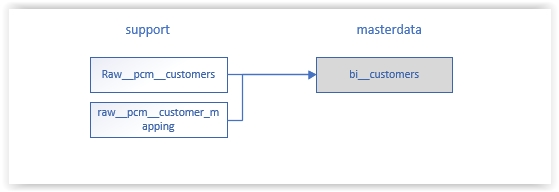 support
masterdata
Raw__pcm__customers
bi__customers
raw__pcm__customer_m
apping